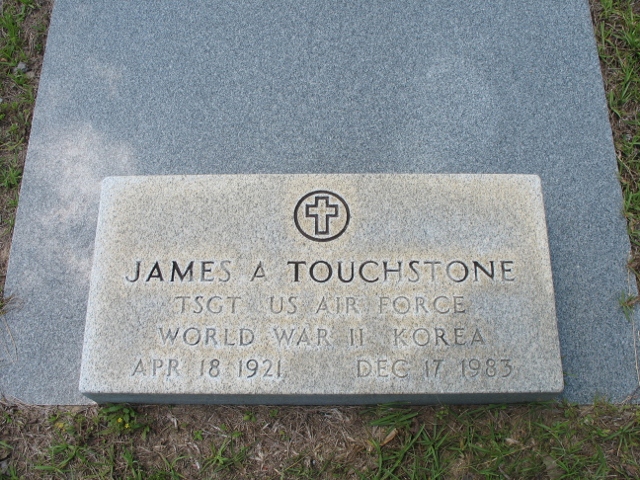 JAMES A TOUCHSTONE
TSGT US AIR FORCE
WORLD WAR II KOREA
APR 18 1921 DEC 17 1983